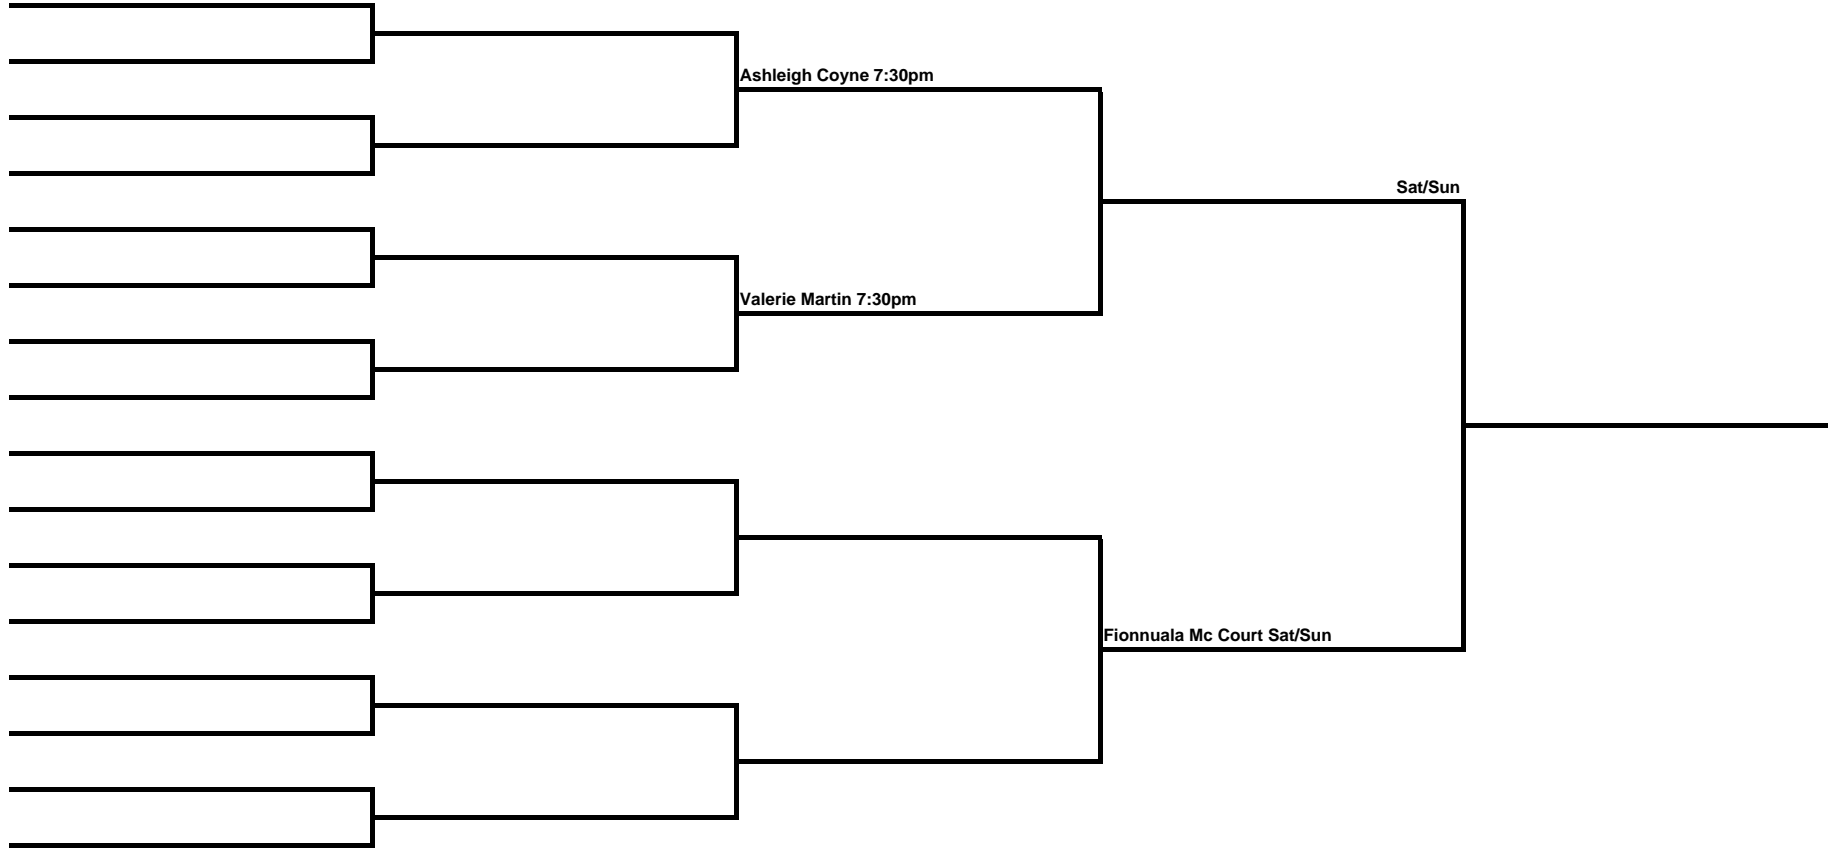 Ashleigh Coyne 7:30pm
Sat/Sun
Valerie Martin 7:30pm
Fionnuala Mc Court Sat/Sun